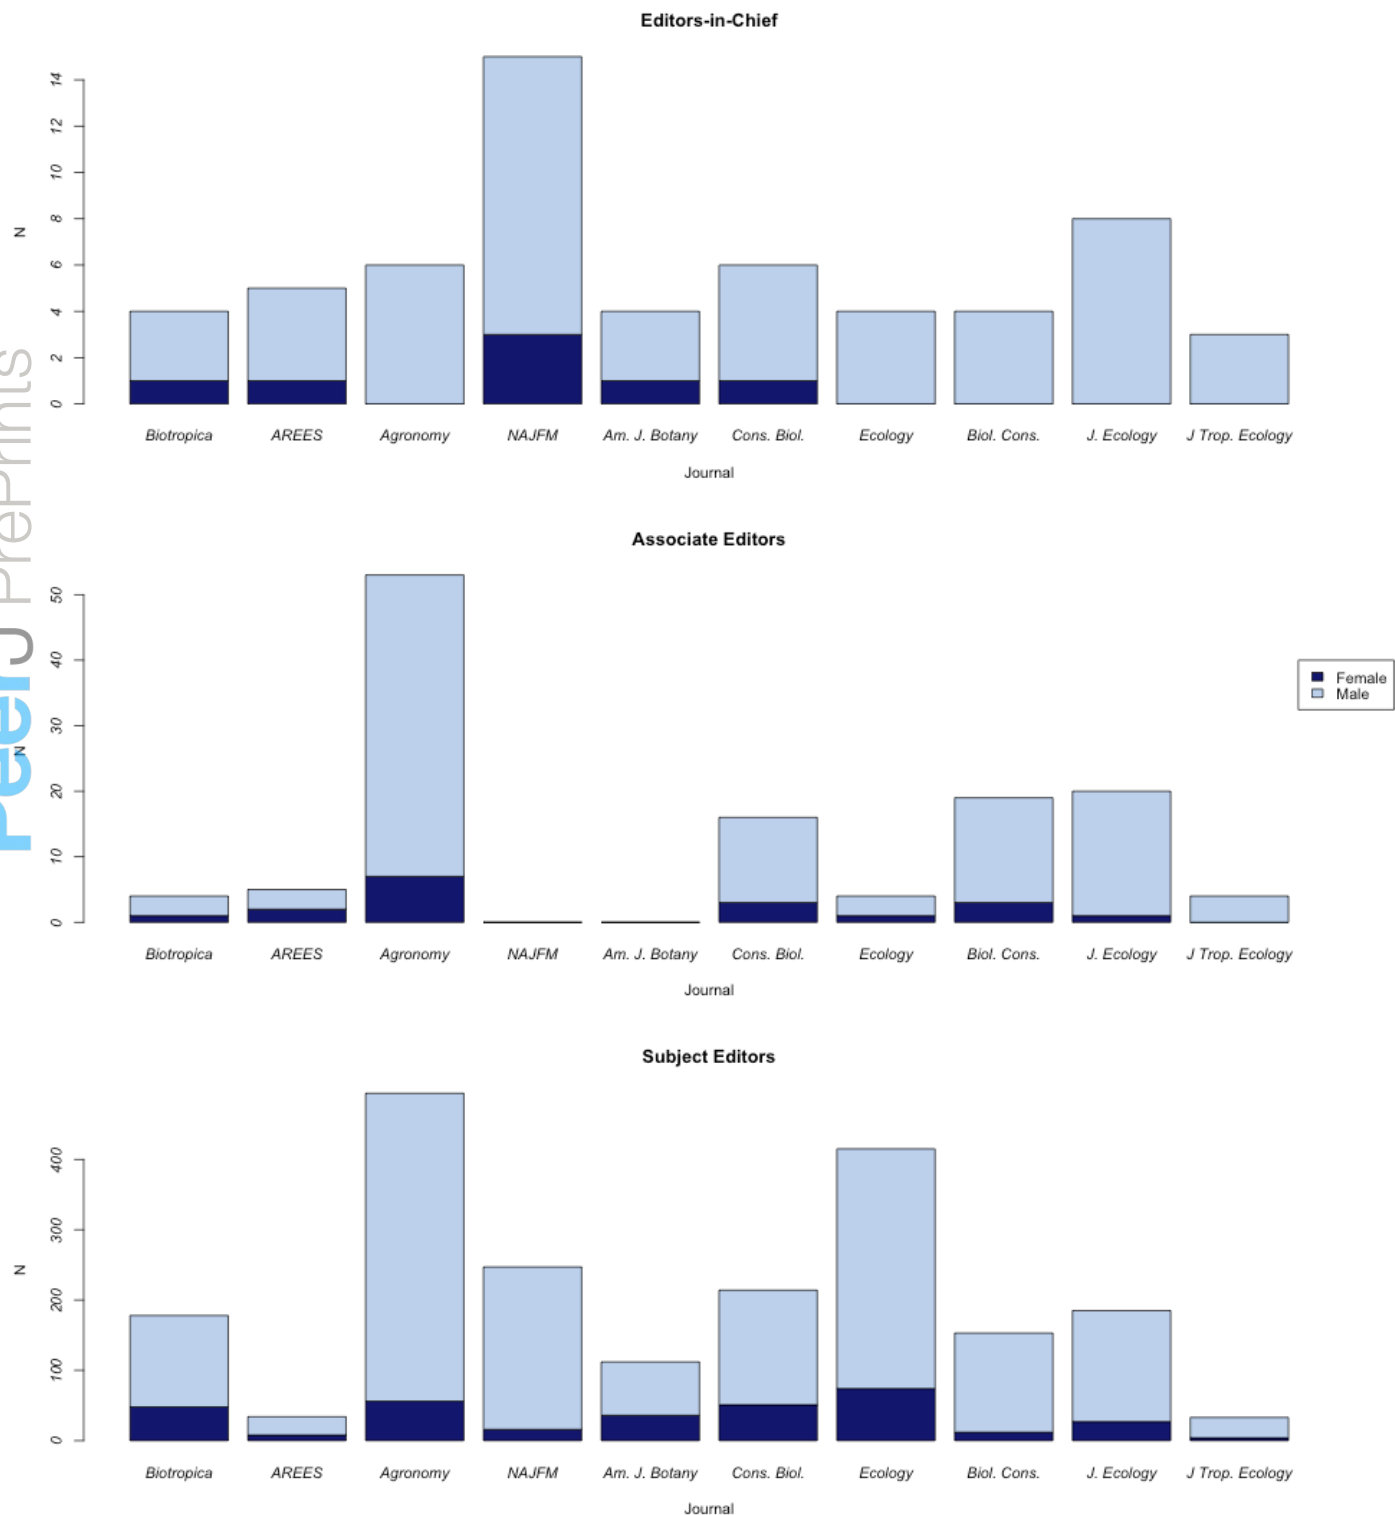 Editors-in-Chief
N
0 2 4 6 8 10 12 14
Biotropica AREES Agronomy NAJFM Am. J. Botany Cons. Biol. Ecology Biol. Cons. J. Ecology J Trop. Ecology
Journal
PeerJ PrePrints
Associate Editors
N
0 10 20 30 40 50
Biotropica AREES Agronomy NAJFM Am. J. Botany Cons. Biol. Ecology Biol. Cons. J. Ecology J Trop. Ecology
Journal
Female
Male
Subject Editors
N
0 100 200 300 400
Biotropica AREES Agronomy NAJFM Am. J. Botany Cons. Biol. Ecology Biol. Cons. J. Ecology J Trop. Ecology
Journal